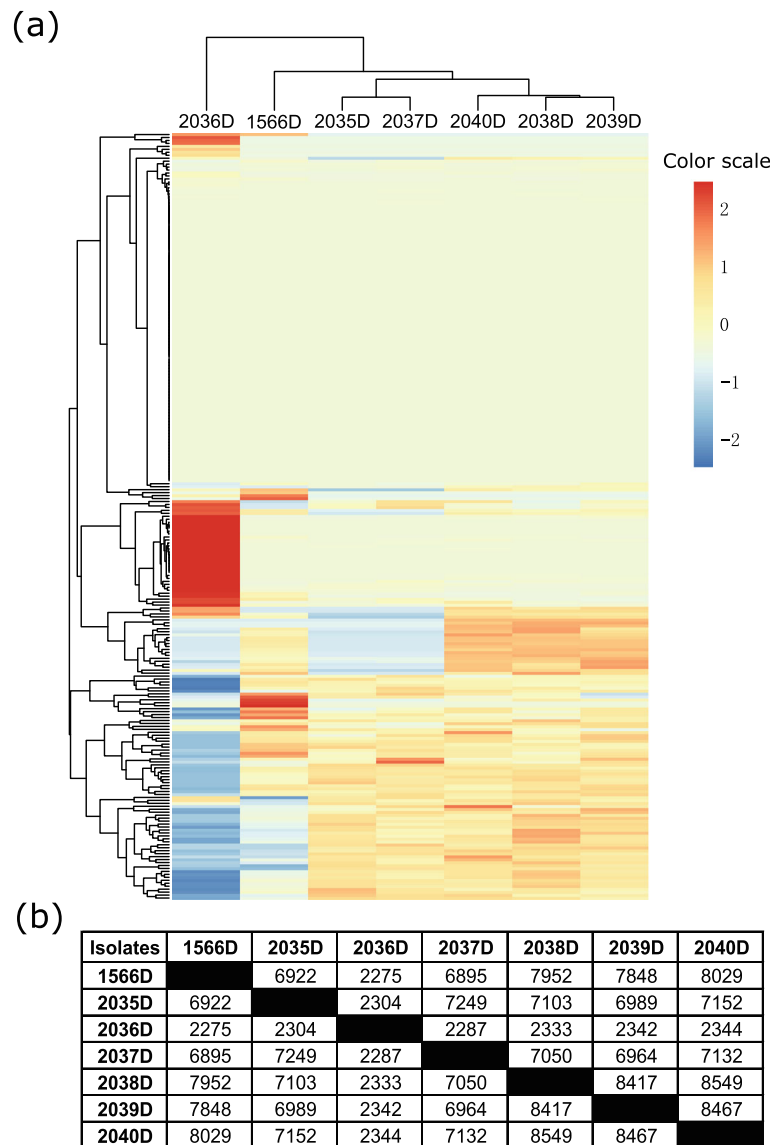 (a)
2036D 1566D 2035D 2037D 2040D 2038D 2039D
Color scale
2
1
0
-1
-2
(b)
Isolates 1566D 2035D 2036D 2037D 2038D 2039D 2040D
1566D 6922 2275 6895 7952 7848 8029
2035D 6922 2304 7249 7103 6989 7152
2036D 2275 2304 2287 2333 2342 2344
2037D 6895 7249 2287 7050 6964 7132
2038D 7952 7103 2333 7050 8417 8549
2039D 7848 6989 2342 6964 8417 8467
2040D 8029 7152 2344 7132 8549 8467